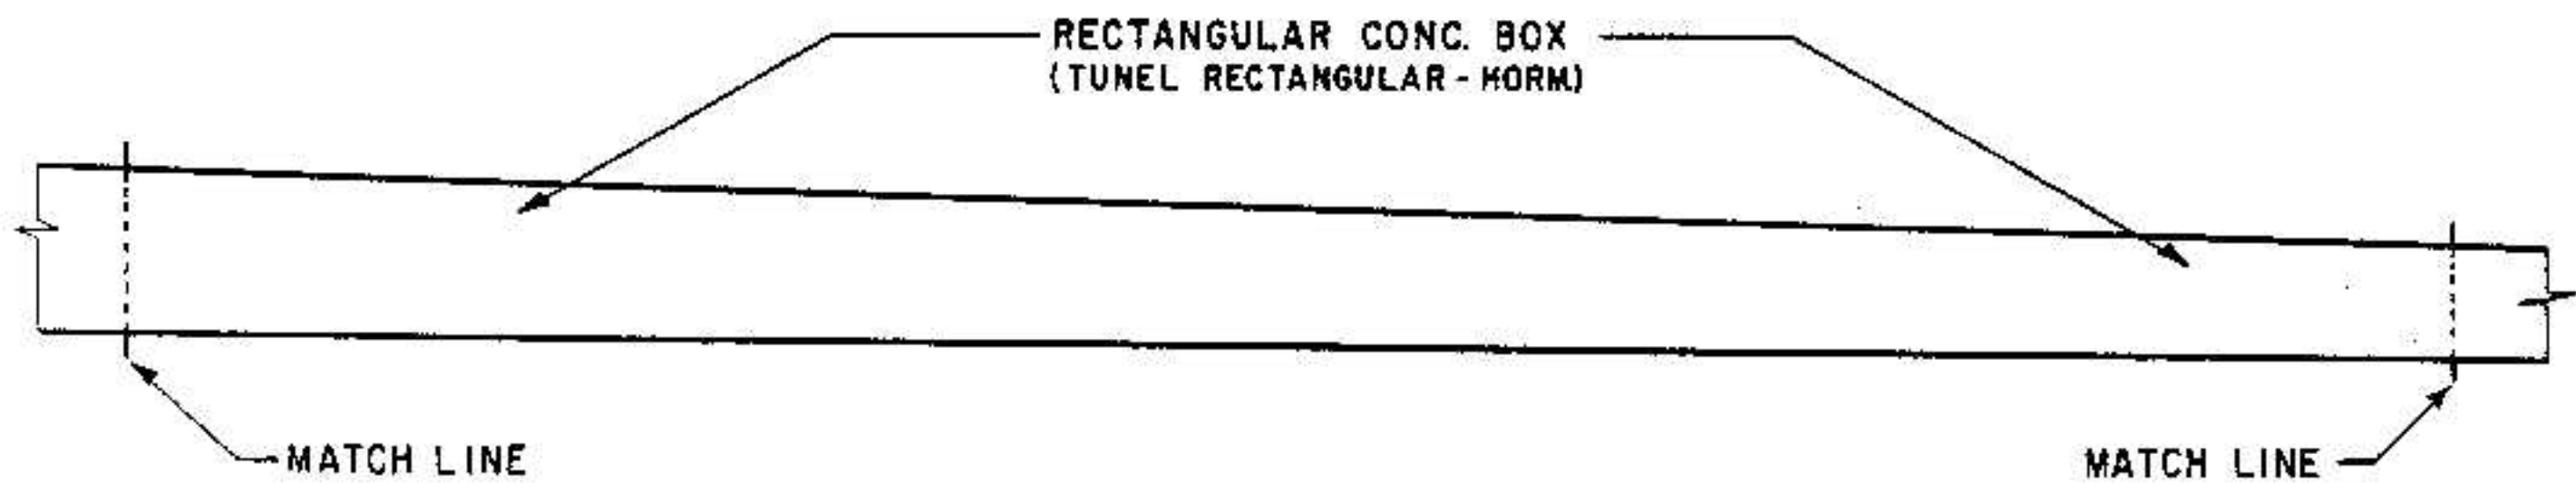 RECTANGULAR CONC. BOX
(TUNEL RECTANGULAR - HORM.)
MATCH LINE
MATCH LINE